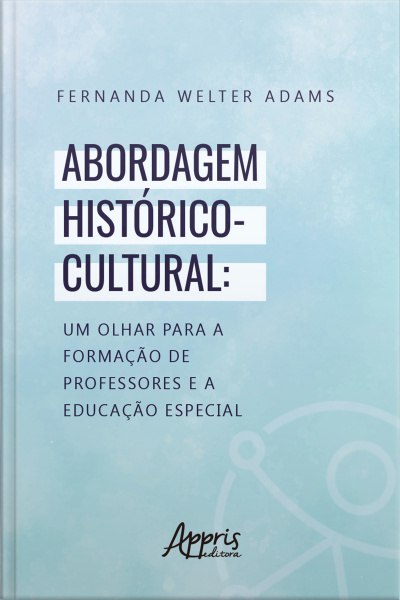 FERNANDA WELTER ADAMS
ABORDAGEM
HISTÓRICO-
CULTURAL:
UM OLHAR PARA A
FORMAÇÃO DE
PROFESSORES E A
EDUCAÇÃO ESPECIAL
Appris
editora